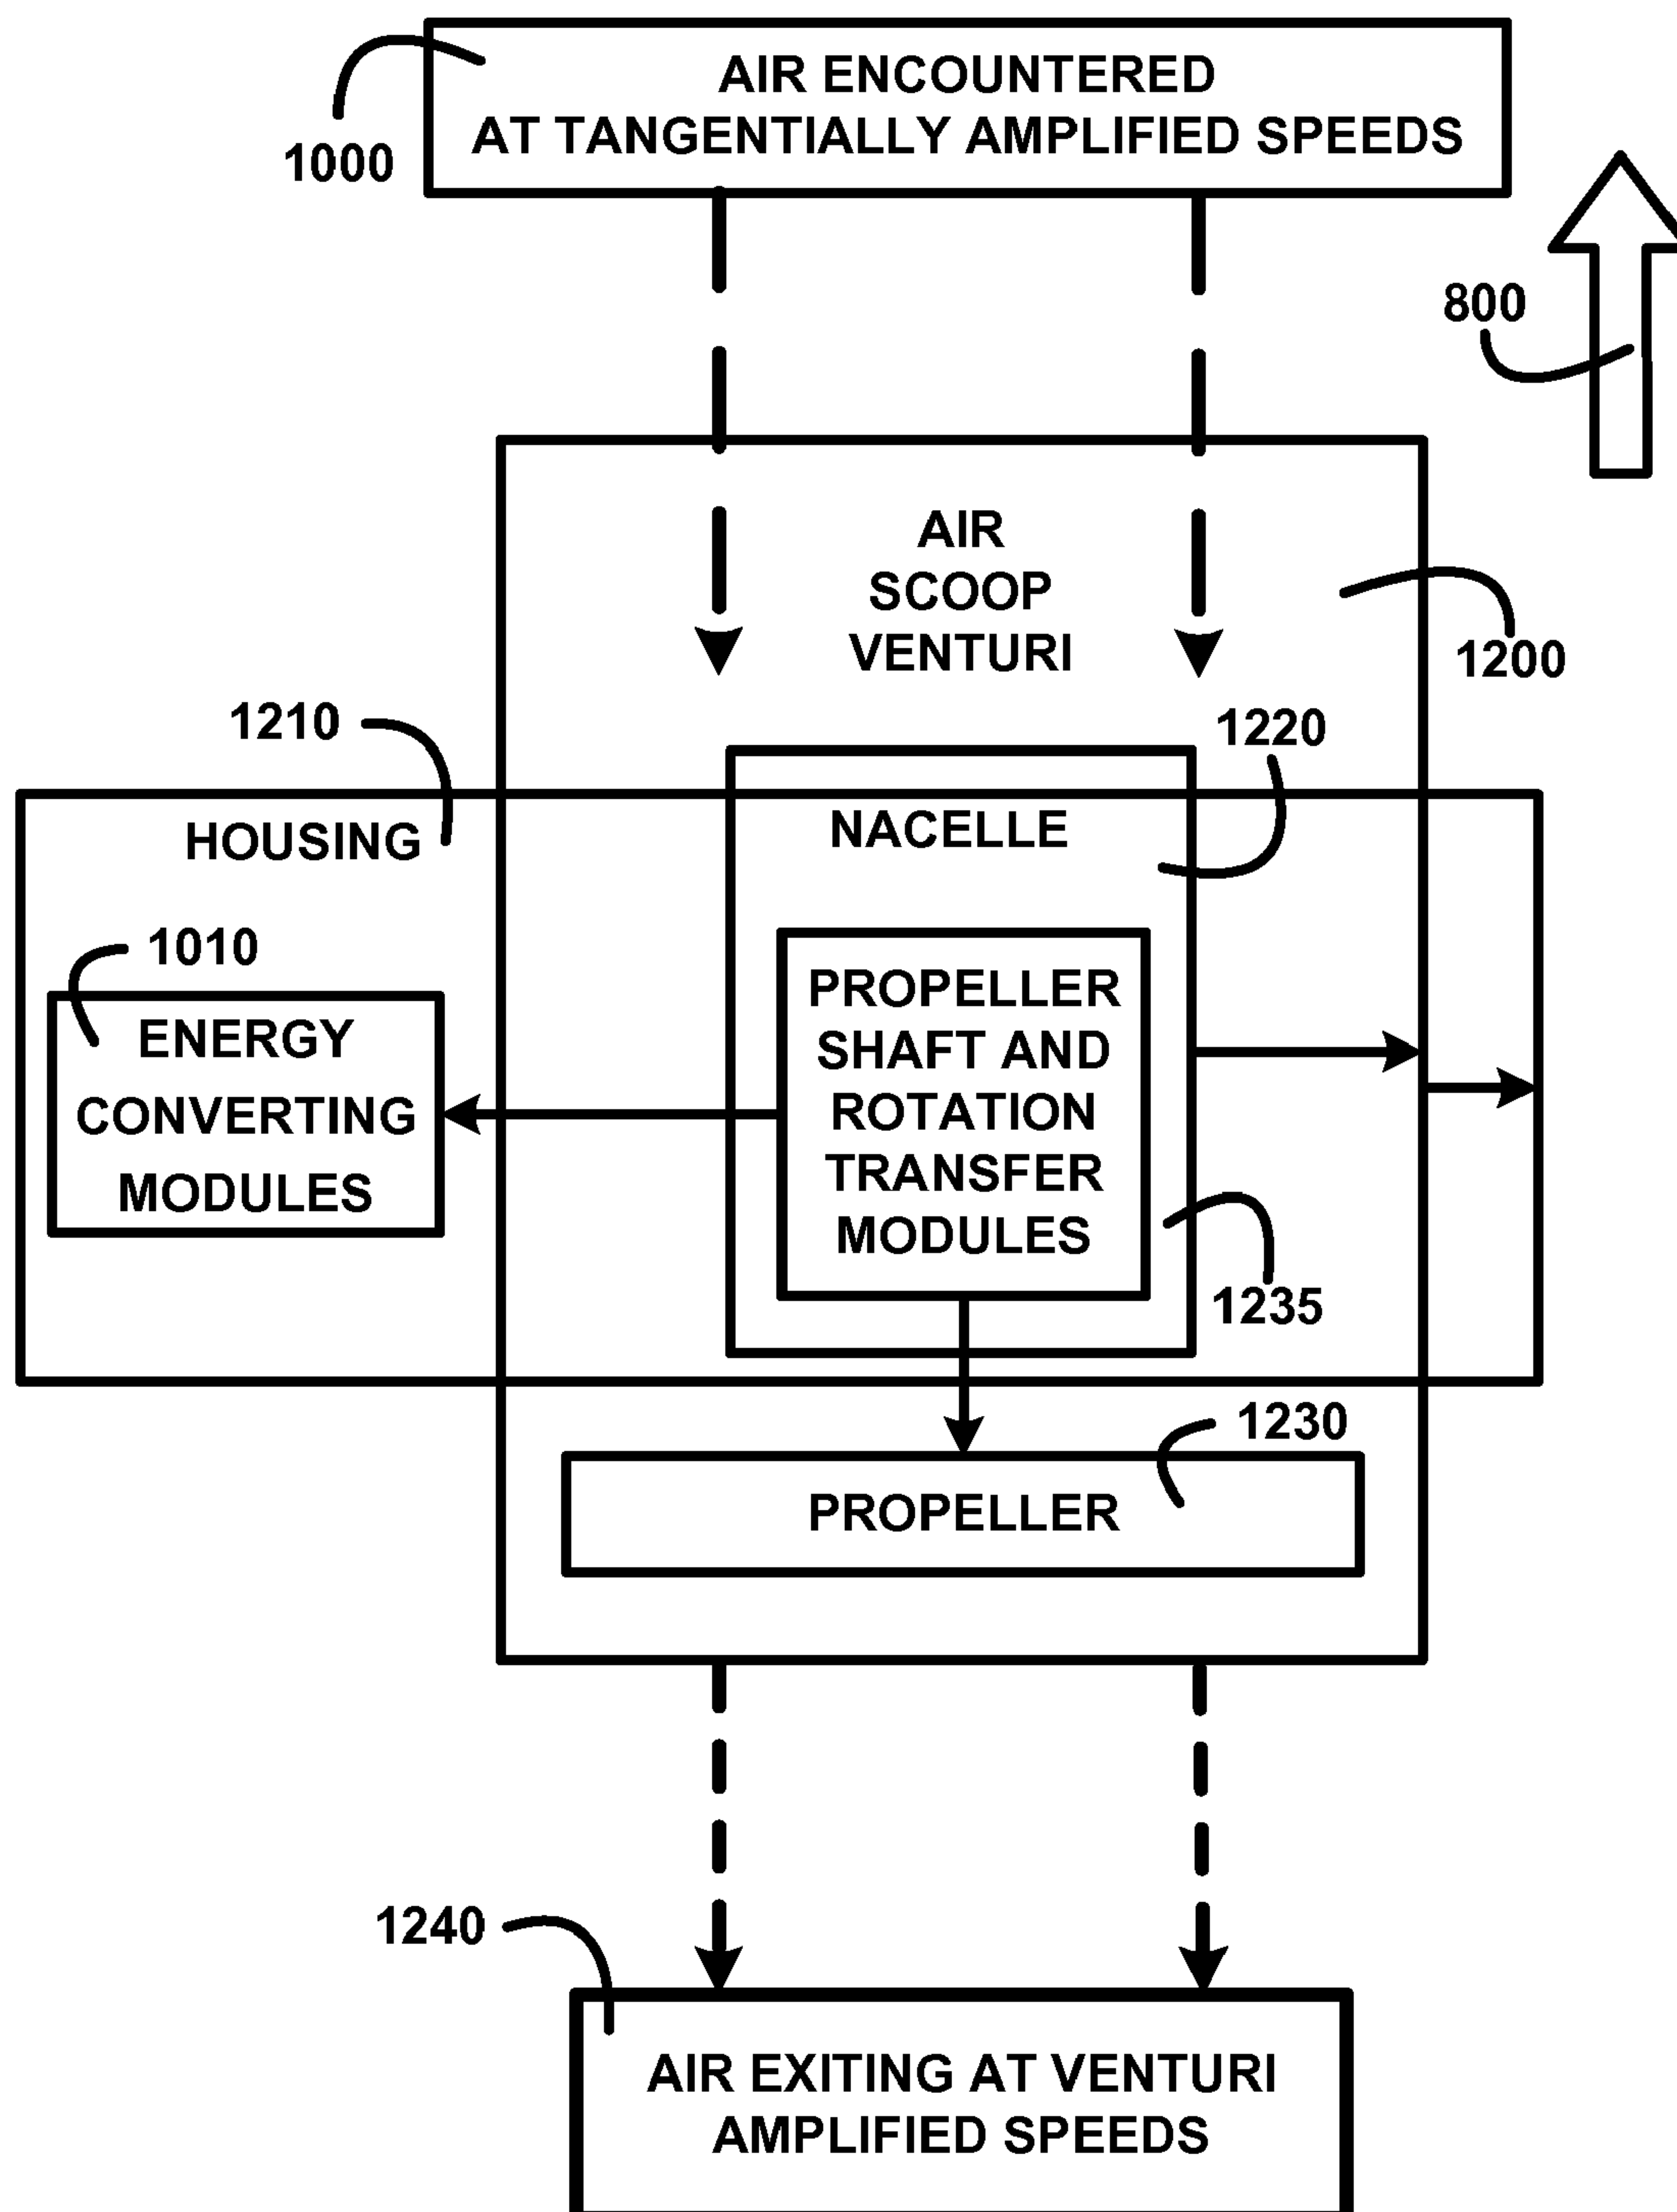 AIR ENCOUNTERED
AT TANGENTIALLY AMPLIFIED SPEEDS
1000
800
AIR
SCOOP
VENTURI
1200
1210
1220
HOUSING
NACELLE
1010
ENERGY
CONVERTING
MODULES
PROPELLER
SHAFT AND
ROTATION
TRANSFER
MODULES
1235
1230
PROPELLER
1240
AIR EXITING AT VENTURI
AMPLIFIED SPEEDS